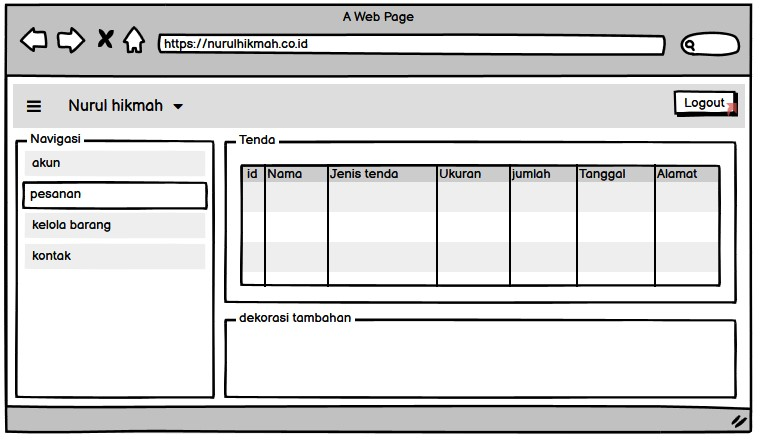 A Web Page
https://nurulhikmah.co.id
Nurul hikmah
Logout
Navigasi
akun
pesanan
kelola barang
kontak
Tenda
id Nama Jenis tenda Ukuran jumlah Tanggal Alamat
dekorasi tambahan